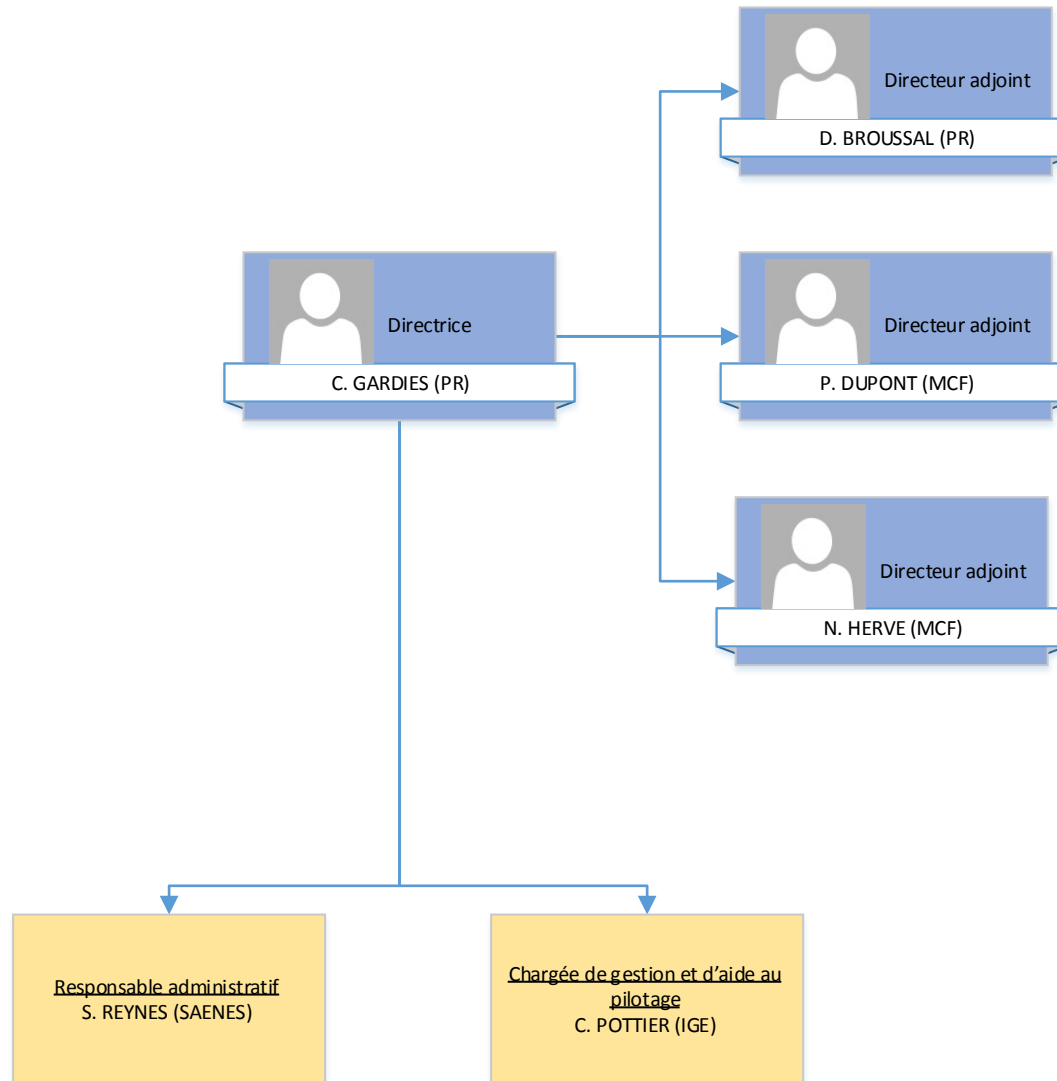 Directeur adjoint
D. BROUSSAL (PR)
Directrice
C. GARDIES (PR)
Directeur adjoint
P. DUPONT (MCF)
Directeur adjoint
N. HERVE (MCF)
Responsable administratif
S. REYNES (SAENES)
Chargée de gestion et d’aide au
pilotage
C. POTTIER (IGE)